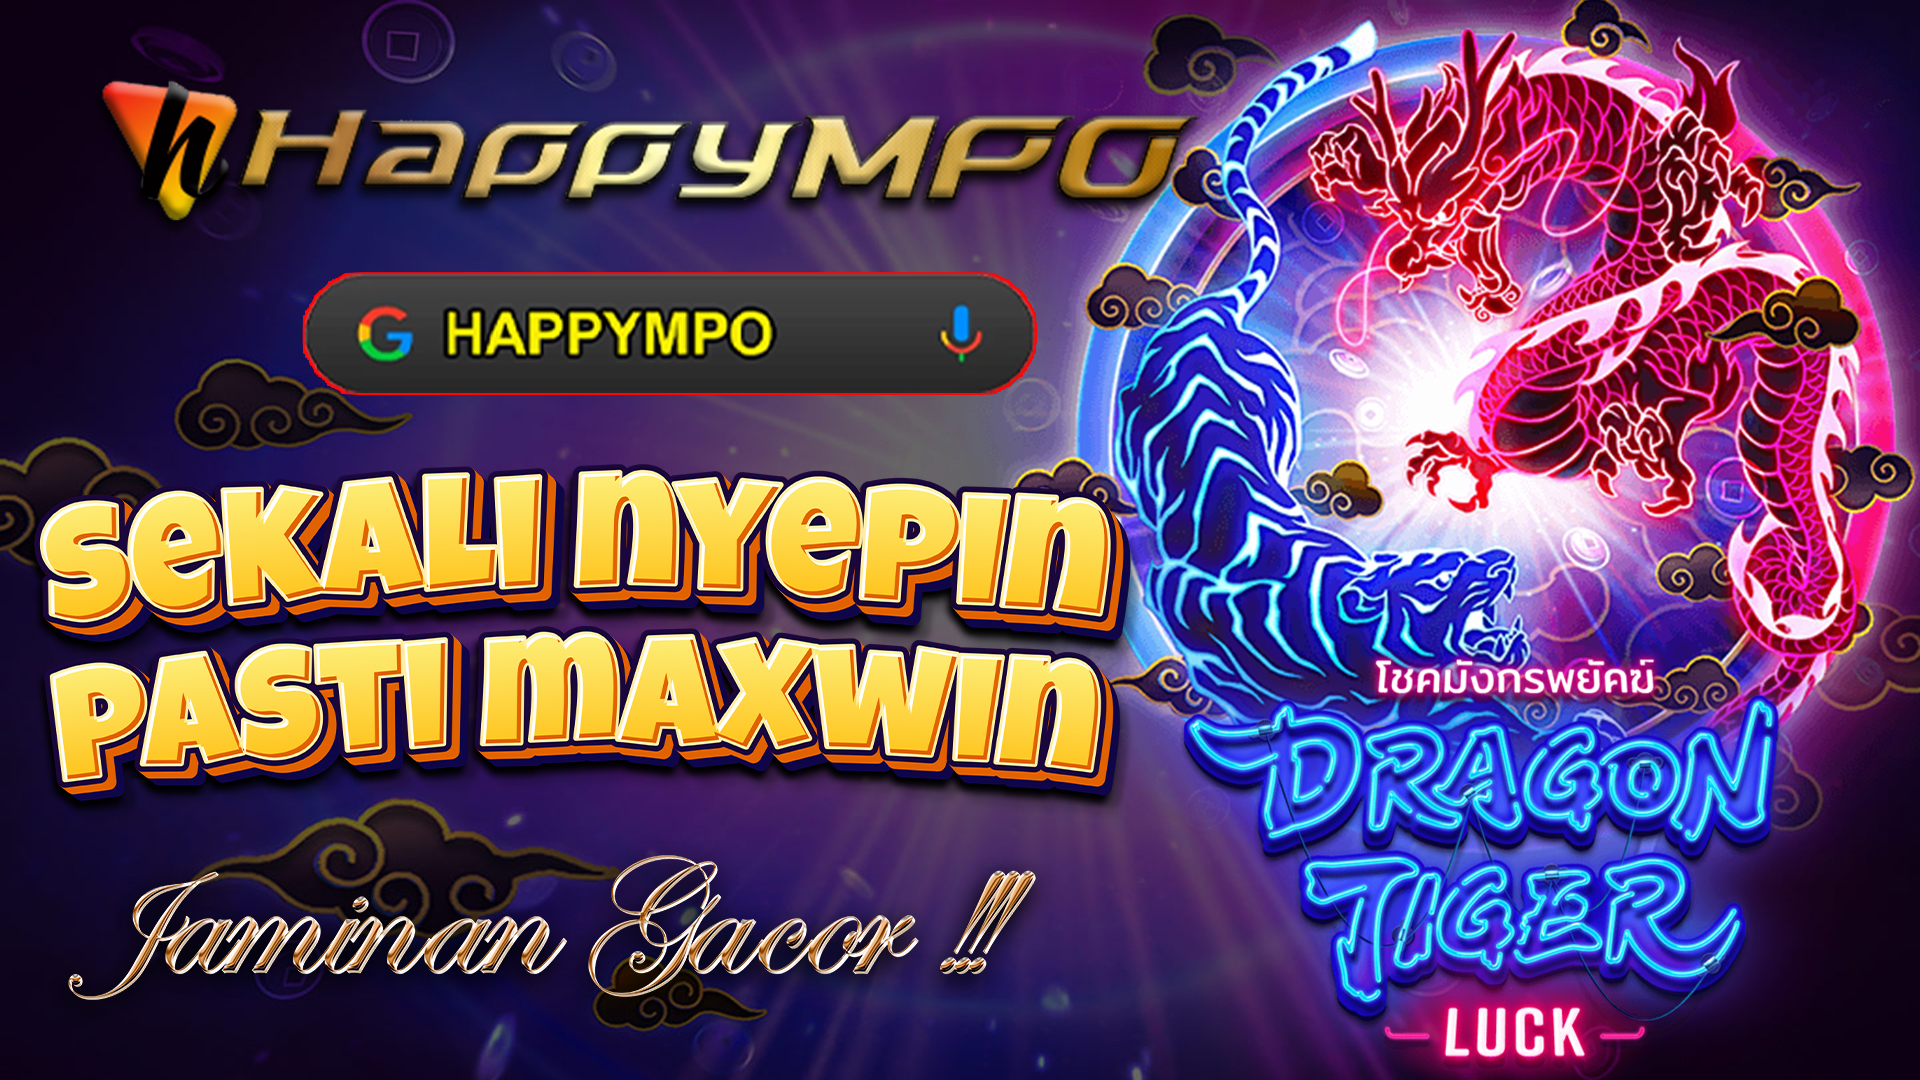 HAPPYMPO
HAPPYMPO
SEKALI NYEPIN
PASTI MAXWIN
Jaminan Gacor !!!
โชคมังกรพยัคฆ์
DRAGON
TIGER
LUCK